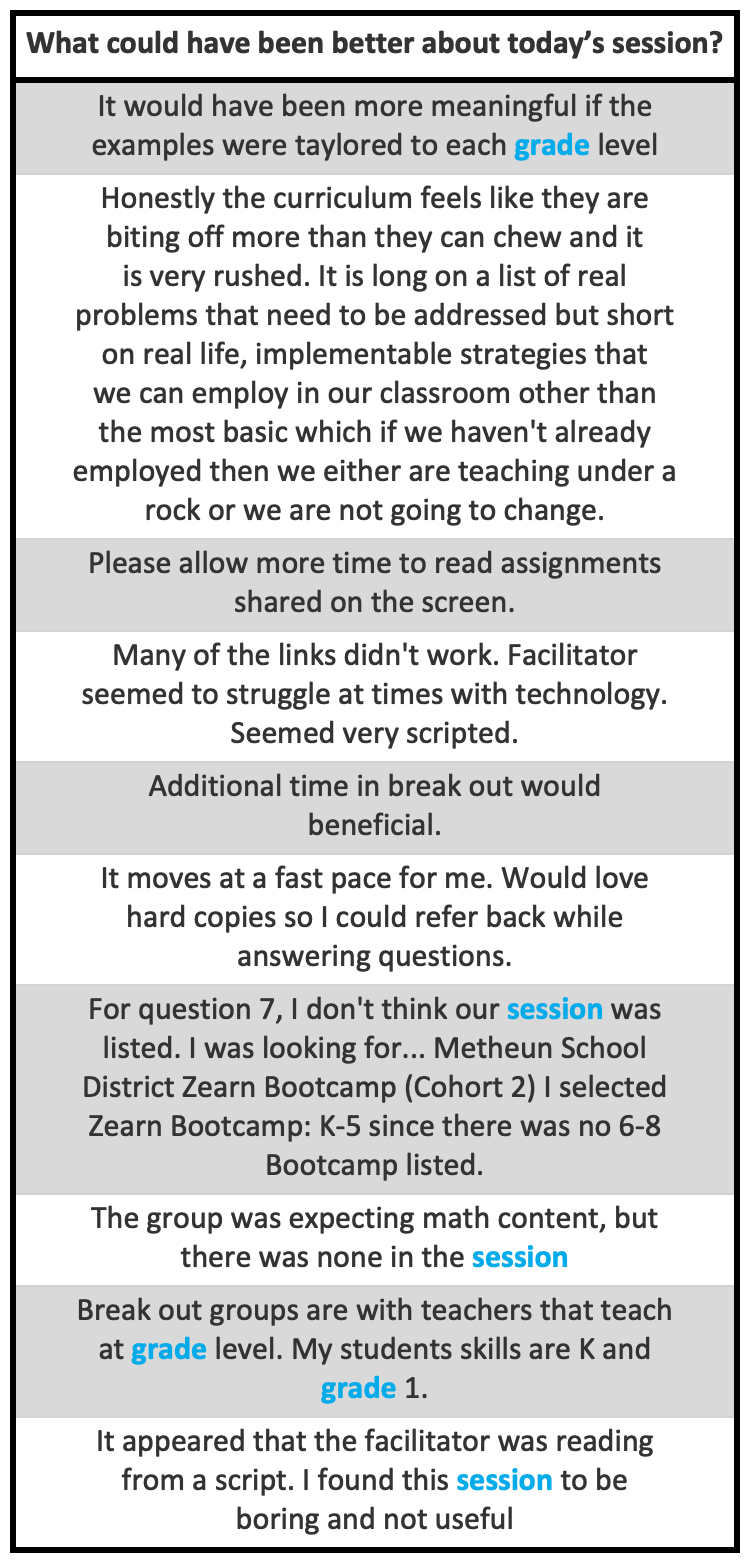 What could have been better about today’s session?
It would have been more meaningful if the
examples were taylored to each grade level
Honestly the curriculum feels like they are
biting off more than they can chew and it
is very rushed. It is long on a list of real
problems that need to be addressed but short
on real life, implementable strategies that
we can employ in our classroom other than
the most basic which if we haven't already
employed then we either are teaching under a
rock or we are not going to change.
Please allow more time to read assignments
shared on the screen.
Many of the links didn't work. Facilitator
seemed to struggle at times with technology.
Seemed very scripted.
Additional time in break out would
beneficial.
It moves at a fast pace for me. Would love
hard copies so I could refer back while
answering questions.
For question 7, I don't think our session was
listed. I was looking for... Metheun School
District Zearn Bootcamp (Cohort 2) I selected
Zearn Bootcamp: K-5 since there was no 6-8
Bootcamp listed.
The group was expecting math content, but
there was none in the session
Break out groups are with teachers that teach
at grade level. My students skills are K and
grade 1.
It appeared that the facilitator was reading
from a script. I found this session to be
boring and not useful